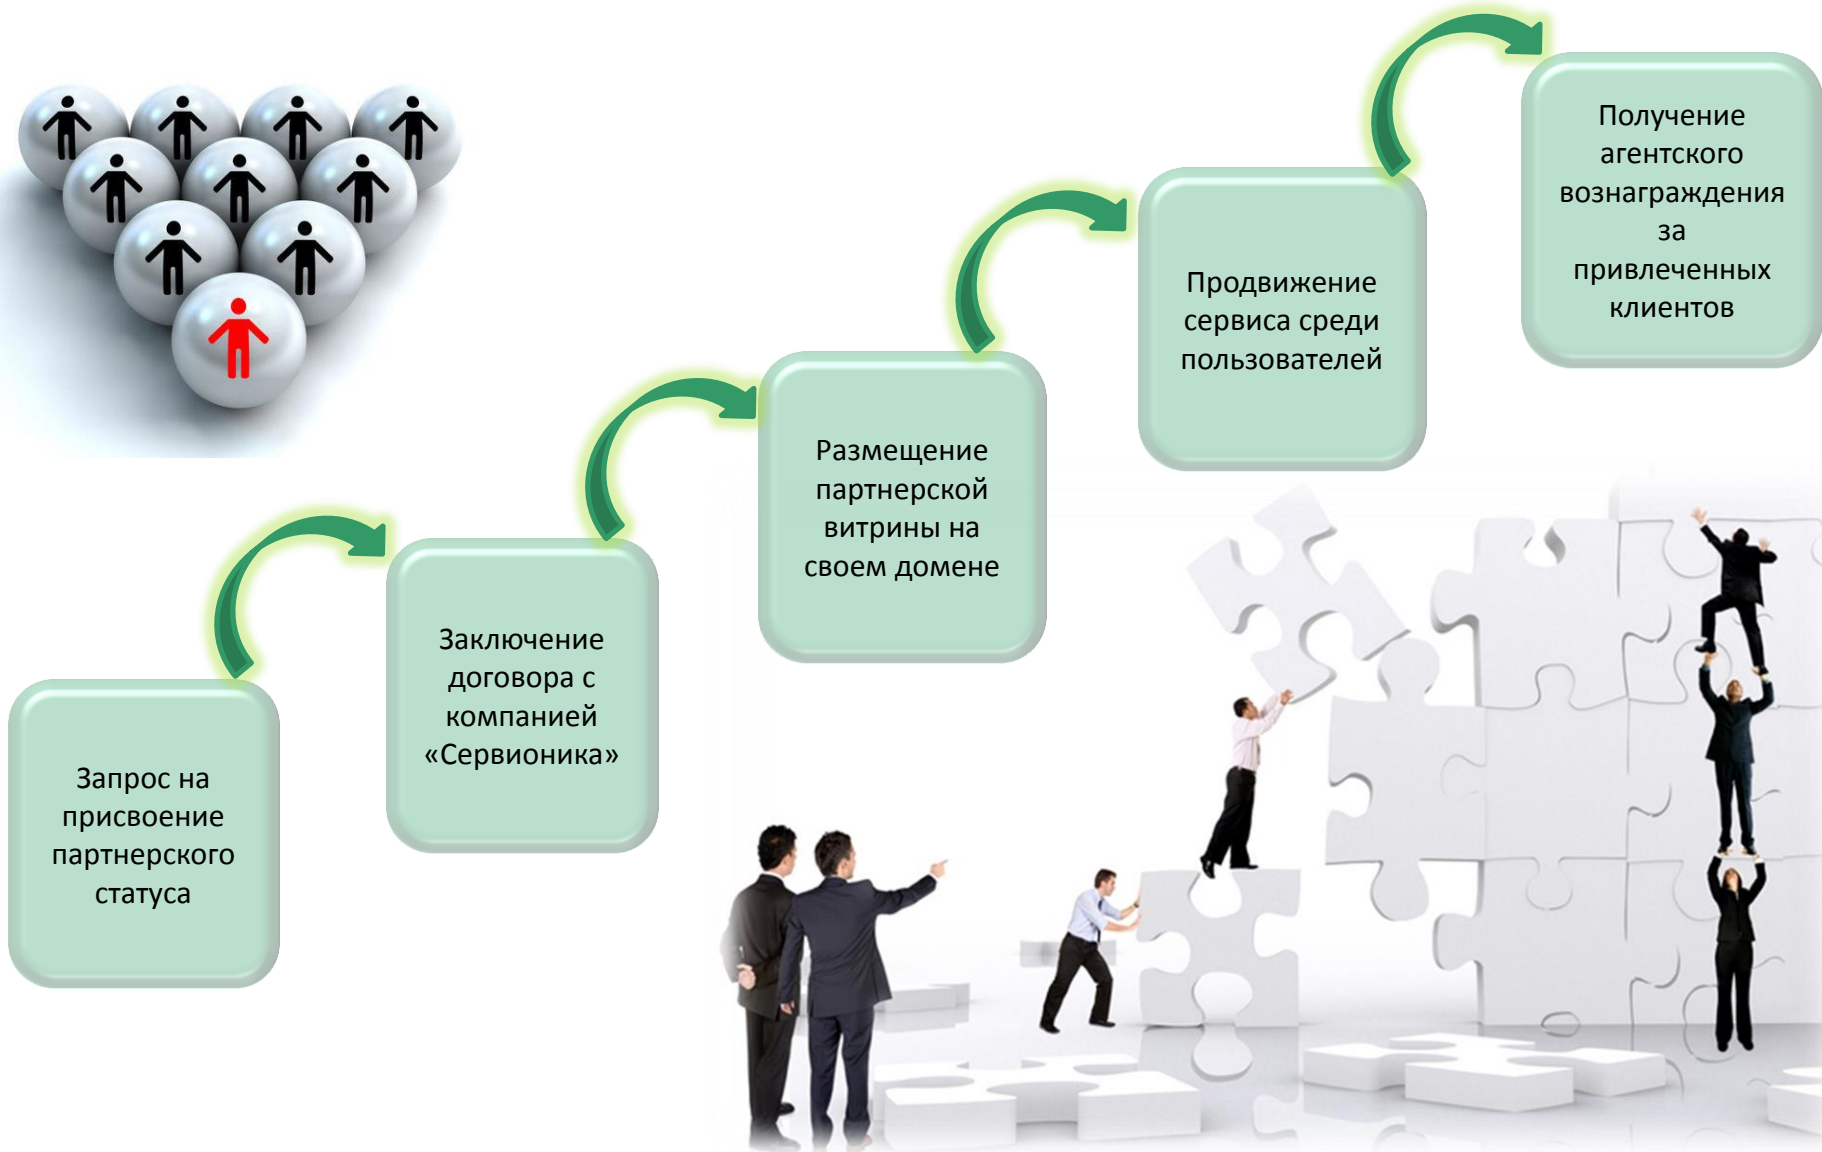 Запрос на
присвоение
партнерского
статуса
Заключение
договора с
компанией
«Сервионика»
Размещение
партнерской
витрины на
своем домене
Продвижение
сервиса среди
пользователей
Получение
агентского
вознаграждения
за
привлеченных
клиентов